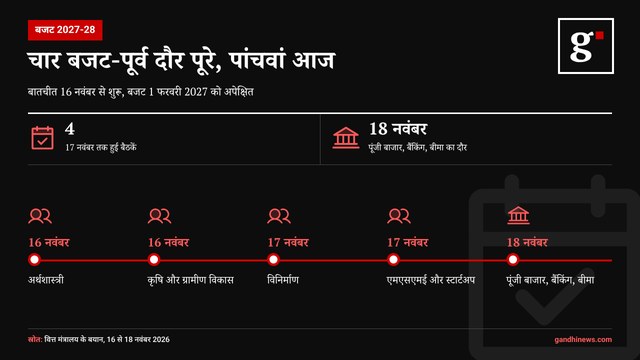 बजट 2027-28
g
चार बजट-पूर्व दौर पूरे, पांचवां आज
बातचीत 16 नवंबर से शुरू, बजट 1 फरवरी 2027 को अपेक्षित
4
17 नवंबर तक हुई बैठकें
18 नवंबर
पूंजी बाजार, बैंकिंग, बीमा का दौर
16 नवंबर
अर्थशास्त्री
16 नवंबर
कृषि और ग्रामीण विकास
17 नवंबर
विनिर्माण
17 नवंबर
एमएसएमई और स्टार्टअप
18 नवंबर
पूंजी बाजार, बैंकिंग, बीमा
स्रोत: वित्त मंत्रालय के बयान, 16 से 18 नवंबर 2026
gandhinews.com